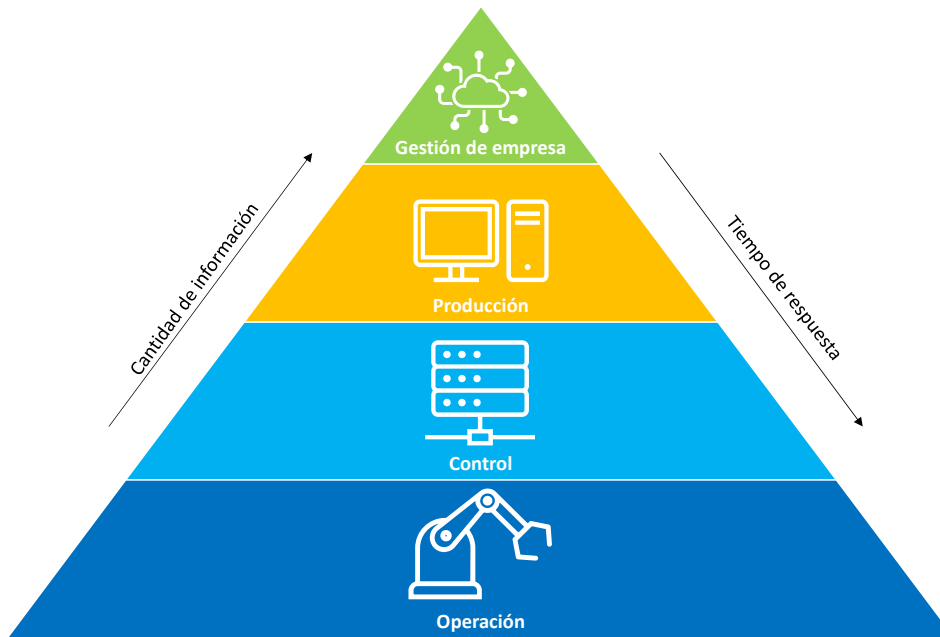 Gestión de empresa
Cantidad de información
Tiempo de respuesta
Producción
Control
Operación